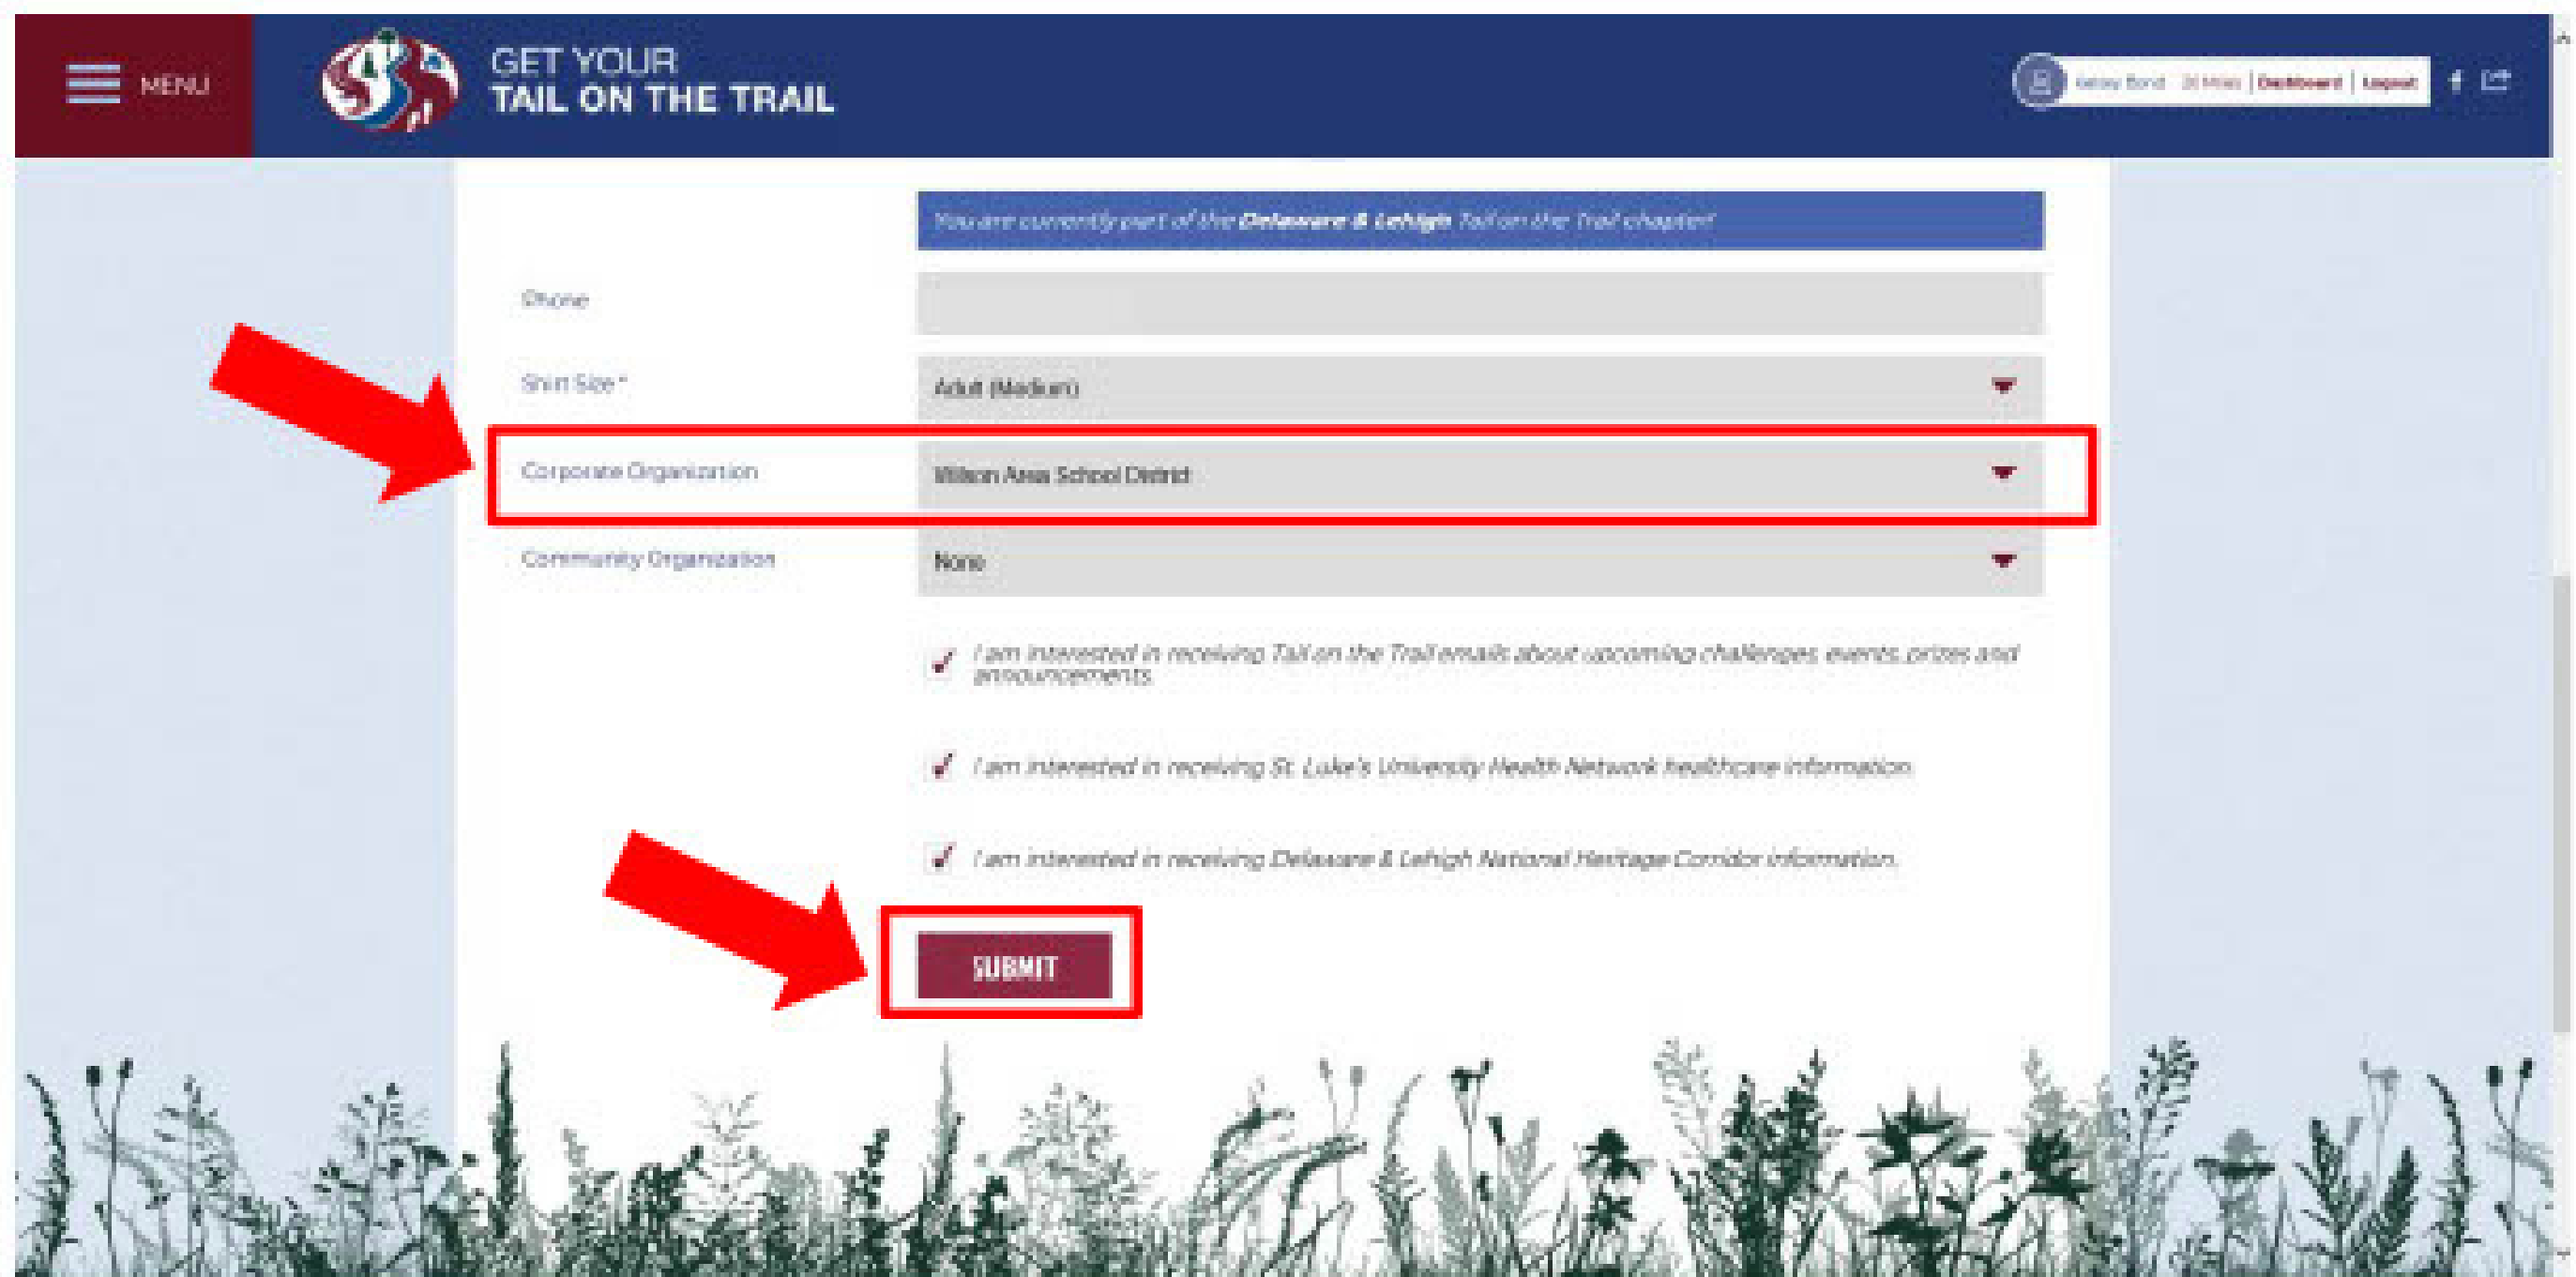 MENU
GET YOUR
TAIL ON THE TRAIL
Bond Miles | Dashboard | Logout
You are currently part of the Delaware & Lehigh Tail on the Trail chapter!
Phone
Shirt Size *
Adult (Medium)
Corporate Organization
Wilson Area School District
Community Organization
None
I am interested in receiving Tail on the Trail emails about upcoming challenges, events, prizes and
announcements.
I am interested in receiving St. Luke's University Health Network healthcare information.
I am interested in receiving Delaware & Lehigh National Heritage Corridor information.
SUBMIT